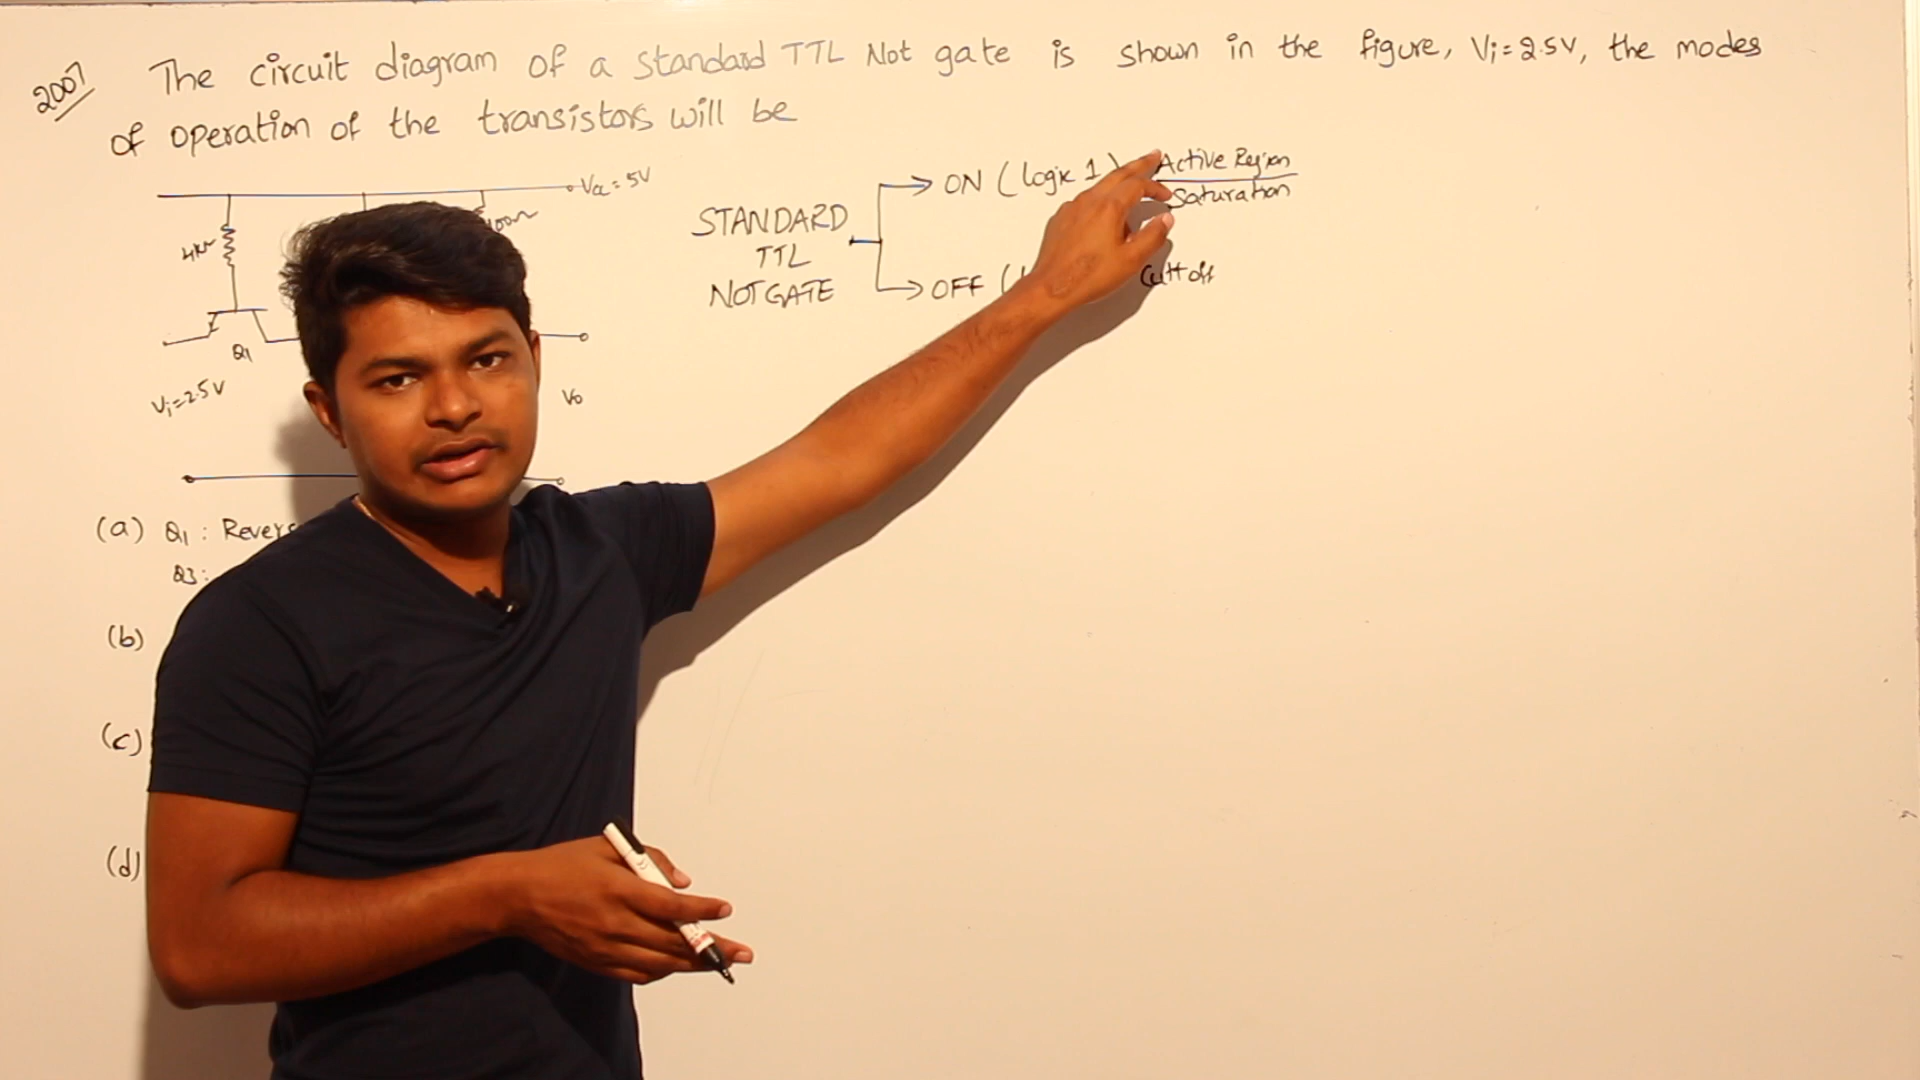 2007 The circuit diagram of a standard TTL Not gate is shown in the figure, Vi=2.5V, the modes
of operation of the transistors will be
Vcc = 5V
4K
Q1
Vi=2.5V
Vo
STANDARD
TTL
NOT GATE
ON (logic 1)
Active Region
Saturation
OFF (
Cuttoff
(a) Q1 : Revers
Q3:
(b)
(c)
(d)